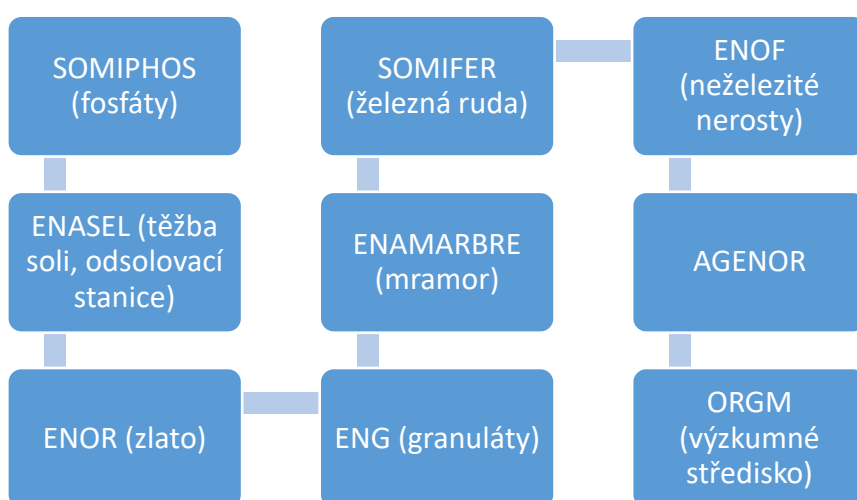 SOMIPHOS
(fosfáty)
ENASEL (těžba
soli, odsolovací
stanice)
ENOR (zlato)
ENG (granuláty)
ENAMARBRE
(mramor)
SOMIFER
(železná ruda)
ENOF
(neželezité
nerosty)
AGENOR
ORGM
(výzkumné
středisko)